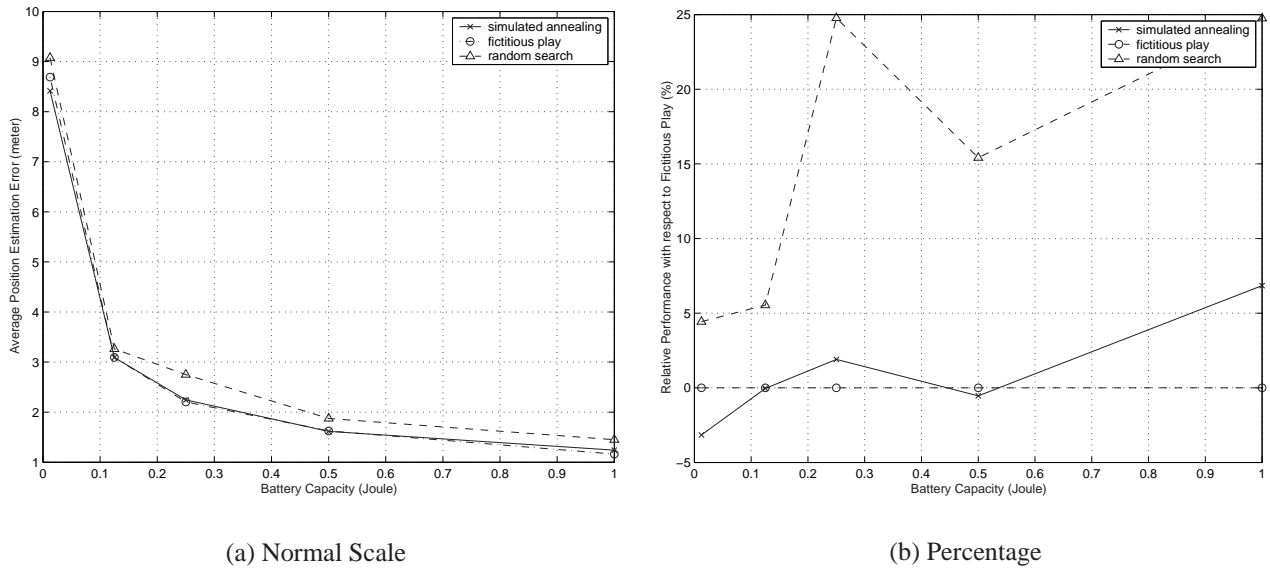 10
9
8
7
6
5
4
3
2
1
Average Position Estimation Error (meter)
simulated annealing
fictitious play
random search
0 0.1 0.2 0.3 0.4 0.5 0.6 0.7 0.8 0.9 1
Battery Capacity (Joule)
(a) Normal Scale
25
20
15
10
5
0
−5
Relative Performance with respect to Fictitious Play (%)
simulated annealing
fictitious play
random search
0 0.1 0.2 0.3 0.4 0.5 0.6 0.7 0.8 0.9 1
Battery Capacity (Joule)
(b) Percentage